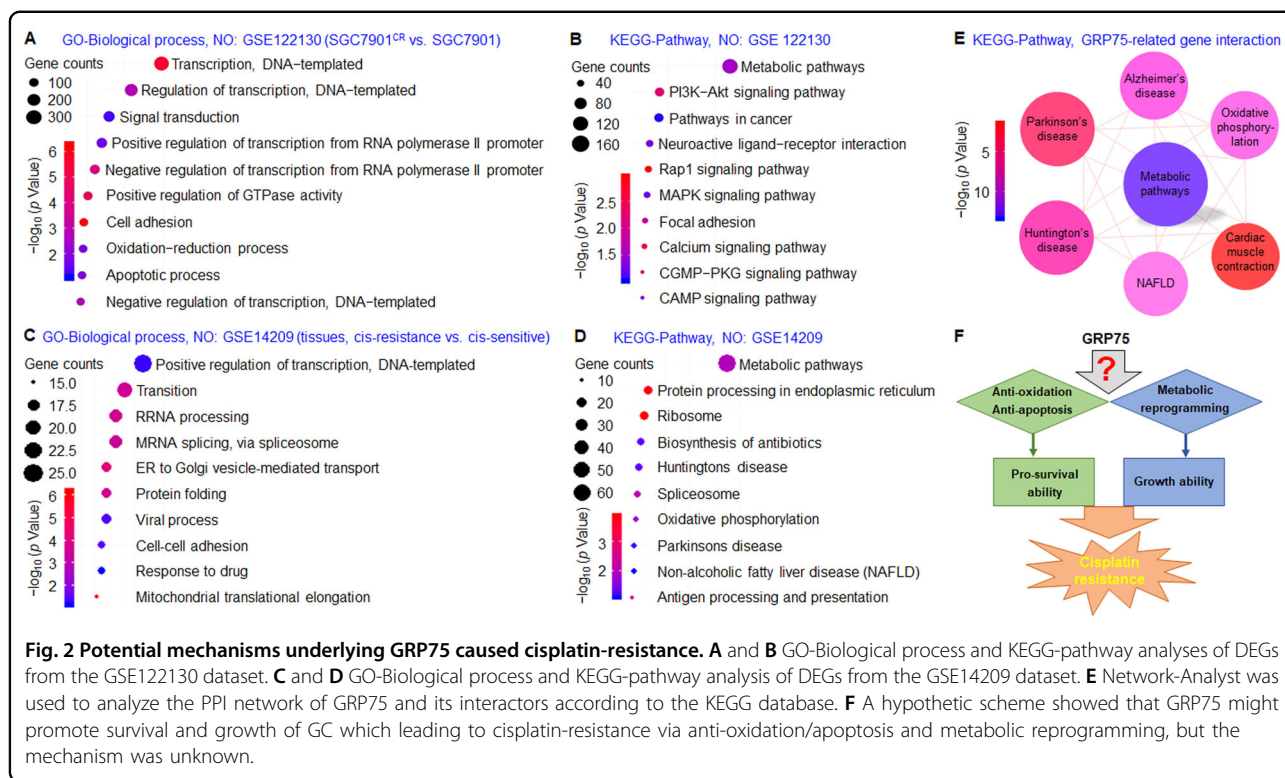 A GO-Biological process, NO: GSE122130 (SGC7901CR vs. SGC7901)
Gene counts
100
200
300
−log10 (p Value)
6
5
4
3
2
Transcription, DNA−templated
Regulation of transcription, DNA−templated
Signal transduction
Positive regulation of transcription from RNA polymerase II promoter
Negative regulation of transcription from RNA polymerase II promoter
Positive regulation of GTPase activity
Cell adhesion
Oxidation−reduction process
Apoptotic process
Negative regulation of transcription, DNA−templated
B KEGG-Pathway, NO: GSE 122130
Gene counts
40
80
120
160
−log10 (p Value)
2.5
2.0
1.5
Metabolic pathways
PI3K−Akt signaling pathway
Pathways in cancer
Neuroactive ligand−receptor interaction
Rap1 signaling pathway
MAPK signaling pathway
Focal adhesion
Calcium signaling pathway
CGMP−PKG signaling pathway
CAMP signaling pathway
E KEGG-Pathway, GRP75-related gene interaction
−log10 (p Value)
5
10
Alzheimer's
disease
Parkinson's
disease
Oxidative
phosphory-
lation
Metabolic
pathways
Huntington's
disease
Cardiac
muscle
contraction
NAFLD
C GO-Biological process, NO: GSE14209 (tissues, cis-resistance vs. cis-sensitive)
Gene counts
15.0
17.5
20.0
22.5
25.0
−log10 (p Value)
6
5
4
3
2
Positive regulation of transcription, DNA-templated
Transition
RRNA processing
MRNA splicing, via spliceosome
ER to Golgi vesicle-mediated transport
Protein folding
Viral process
Cell-cell adhesion
Response to drug
Mitochondrial translational elongation
D KEGG-Pathway, NO: GSE14209
Gene counts
10
20
30
40
50
60
−log10 (p Value)
3
2
Metabolic pathways
Protein processing in endoplasmic reticulum
Ribosome
Biosynthesis of antibiotics
Huntingtons disease
Spliceosome
Oxidative phosphorylation
Parkinsons disease
Non-alcoholic fatty liver disease (NAFLD)
Antigen processing and presentation
F
GRP75
?
Anti-oxidation
Anti-apoptosis
Metabolic
reprogramming
Pro-survival
ability
Growth ability
Cisplatin
resistance
Fig. 2 Potential mechanisms underlying GRP75 caused cisplatin-resistance. A and B GO-Biological process and KEGG-pathway analyses of DEGs
from the GSE122130 dataset. C and D GO-Biological process and KEGG-pathway analysis of DEGs from the GSE14209 dataset. E Network-Analyst was
used to analyze the PPI network of GRP75 and its interactors according to the KEGG database. F A hypothetic scheme showed that GRP75 might
promote survival and growth of GC which leading to cisplatin-resistance via anti-oxidation/apoptosis and metabolic reprogramming, but the
mechanism was unknown.